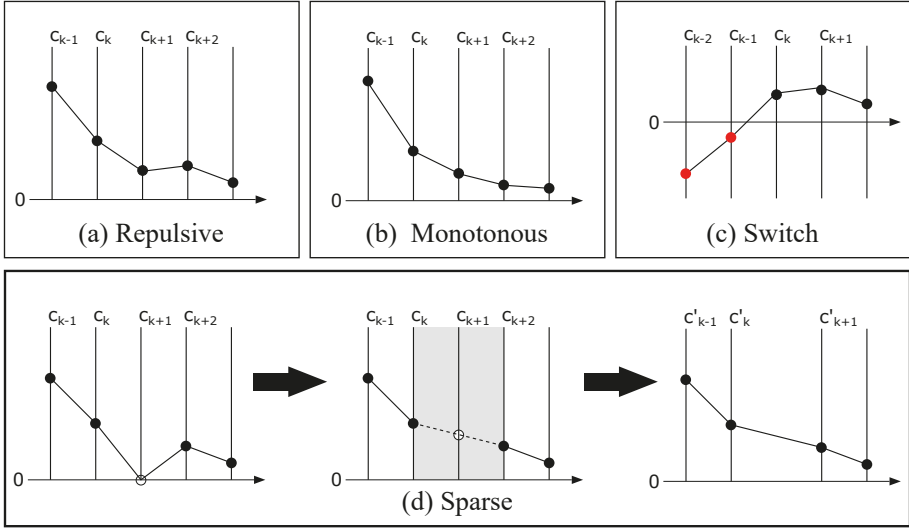 c_{k-1} c_k c_{k+1} c_{k+2}
0
(a) Repulsive
c_{k-1} c_k c_{k+1} c_{k+2}
0
(b) Monotonous
c_{k-2} c_{k-1} c_k c_{k+1}
0
(c) Switch
c_{k-1} c_k c_{k+1} c_{k+2}
0
c_{k-1} c_k c_{k+1} c_{k+2}
0
c'_{k-1} c'_k c'_{k+1}
0
(d) Sparse